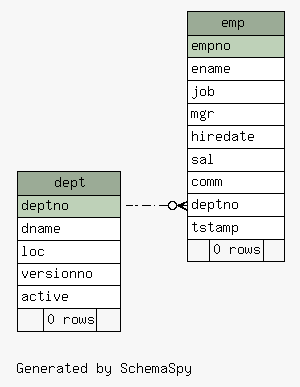 emp
empno
ename
job
mgr
hiredate
sal
comm
deptno
tstamp
0 rows
dept
deptno
dname
loc
versionno
active
0 rows
Generated by SchemaSpy